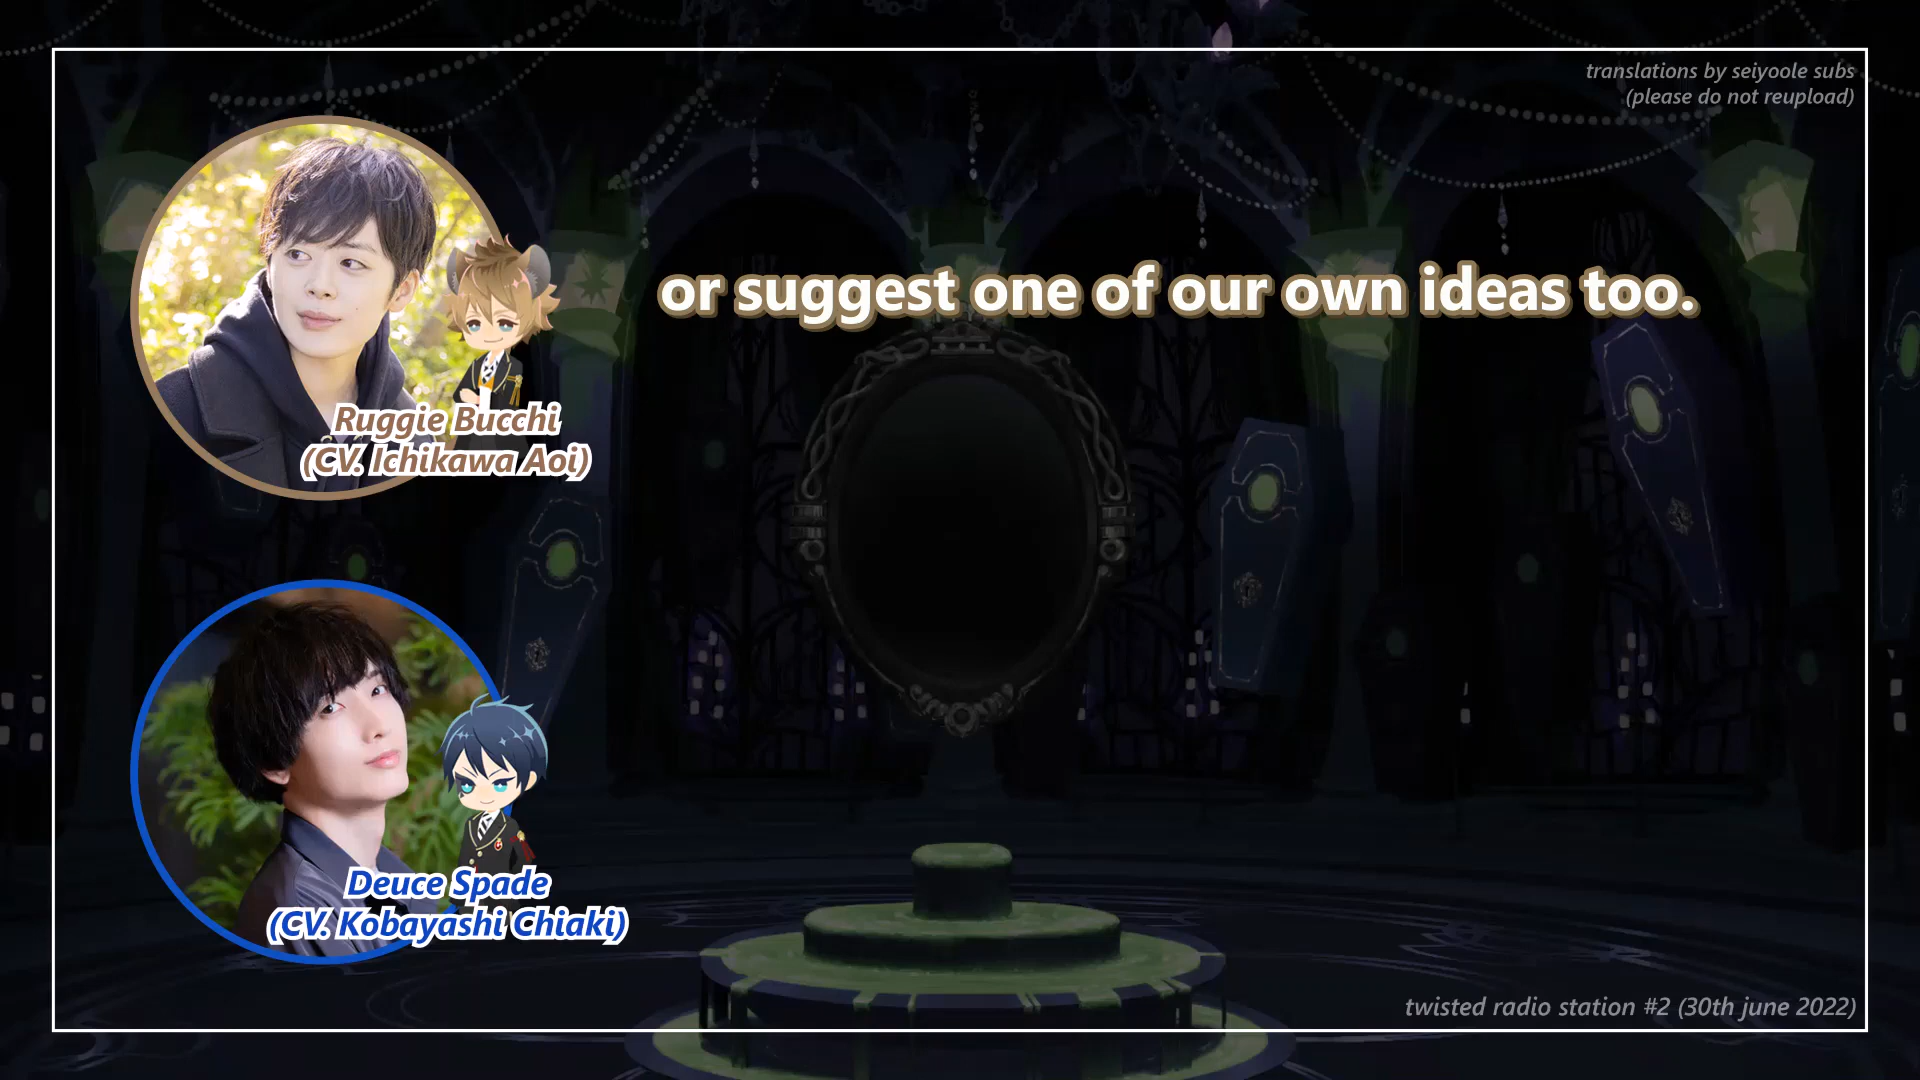 translations by seiyoole subs
(please do not reupload)
or suggest one of our own ideas too.
Ruggie Bucchi
(CV. Ichikawa Aoi)
Deuce Spade
(CV. Kobayashi Chiaki)
twisted radio station #2 (30th june 2022)